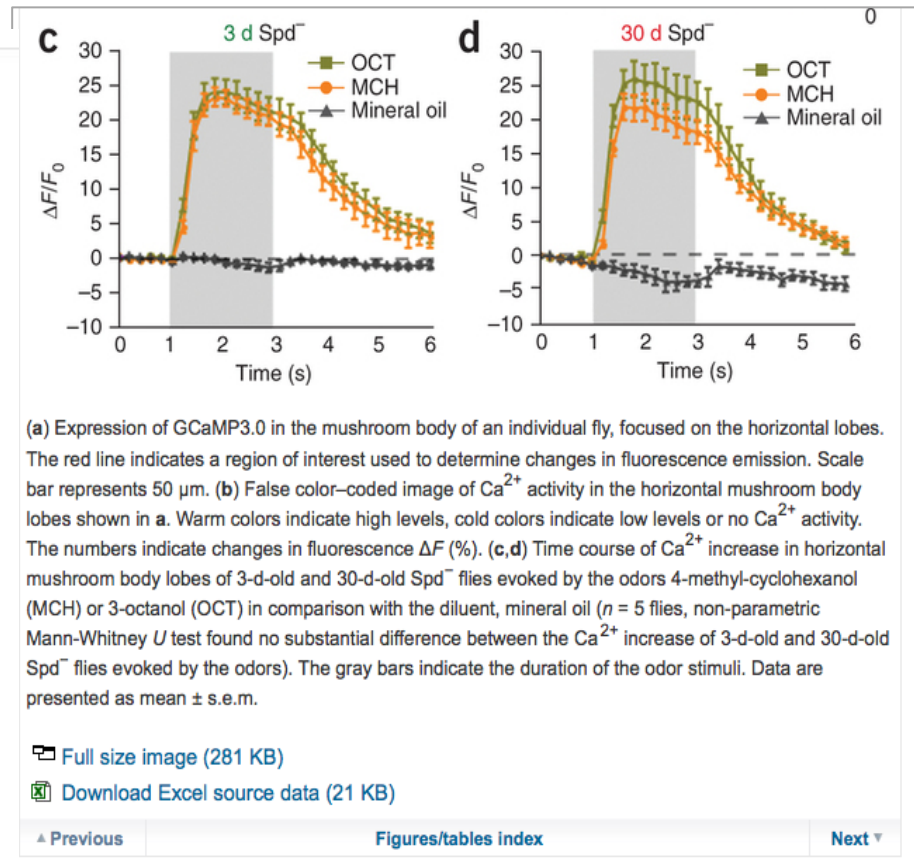 0
c
3 d Spd⁻
OCT
MCH
Mineral oil
30
25
20
15
10
5
0
−5
−10
ΔF/F₀
0 1 2 3 4 5 6
Time (s)
d
30 d Spd⁻
OCT
MCH
Mineral oil
30
25
20
15
10
5
0
−5
−10
ΔF/F₀
0 1 2 3 4 5 6
Time (s)
(a) Expression of GCaMP3.0 in the mushroom body of an individual fly, focused on the horizontal lobes.
The red line indicates a region of interest used to determine changes in fluorescence emission. Scale
bar represents 50 μm. (b) False color–coded image of Ca²⁺ activity in the horizontal mushroom body
lobes shown in a. Warm colors indicate high levels, cold colors indicate low levels or no Ca²⁺ activity.
The numbers indicate changes in fluorescence ΔF (%). (c,d) Time course of Ca²⁺ increase in horizontal
mushroom body lobes of 3-d-old and 30-d-old Spd⁻ flies evoked by the odors 4-methyl-cyclohexanol
(MCH) or 3-octanol (OCT) in comparison with the diluent, mineral oil (n = 5 flies, non-parametric
Mann-Whitney U test found no substantial difference between the Ca²⁺ increase of 3-d-old and 30-d-old
Spd⁻ flies evoked by the odors). The gray bars indicate the duration of the odor stimuli. Data are
presented as mean ± s.e.m.
Full size image (281 KB)
Download Excel source data (21 KB)
Previous
Figures/tables index
Next